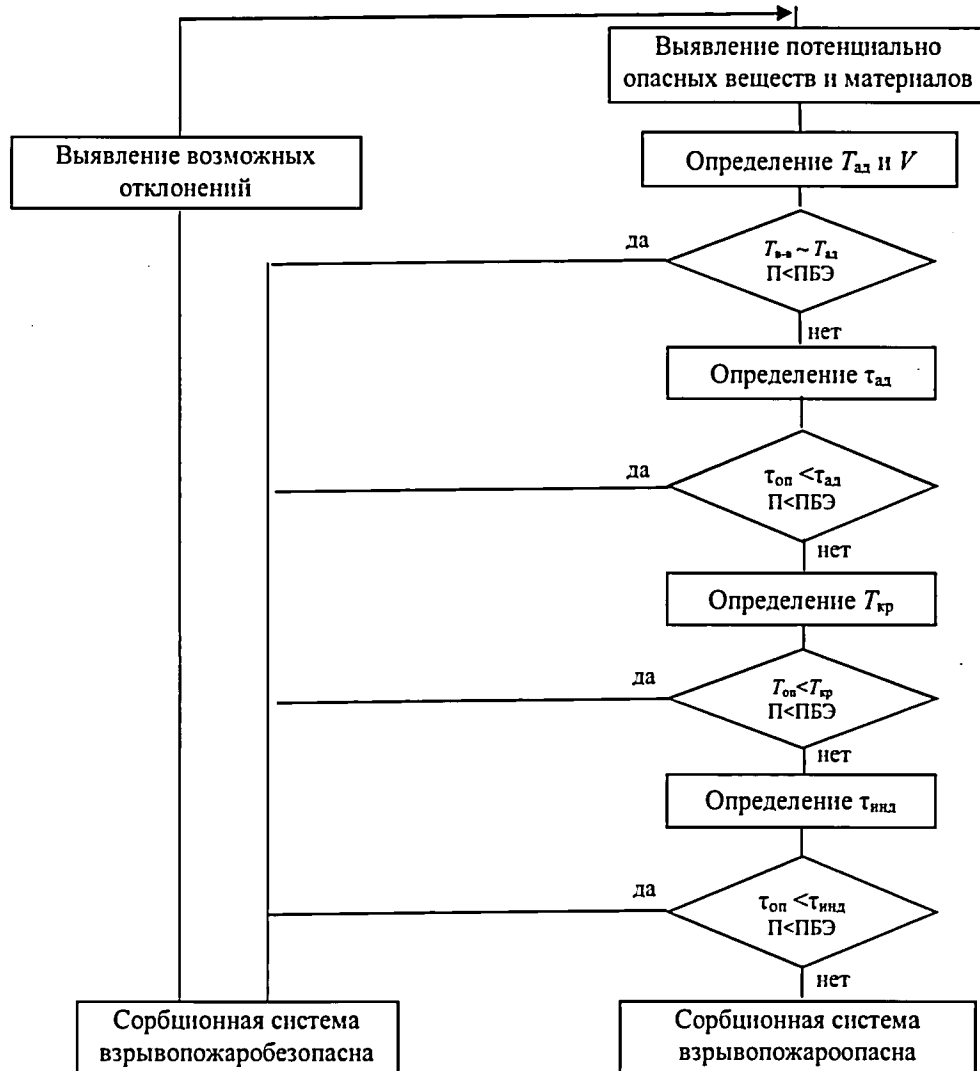 Выявление потенциально
опасных веществ и материалов
Выявление возможных
отклонений
Определение Tад и V
да
Tв-в ~ Tад
П<ПБЭ
нет
Определение τад
да
τоп <τад
П<ПБЭ
нет
Определение Tкр
да
Tоп<Tкр
П<ПБЭ
нет
Определение τинд
да
τоп <τинд
П<ПБЭ
нет
Сорбционная система
взрывопожаробезопасна
Сорбционная система
взрывопожароопасна